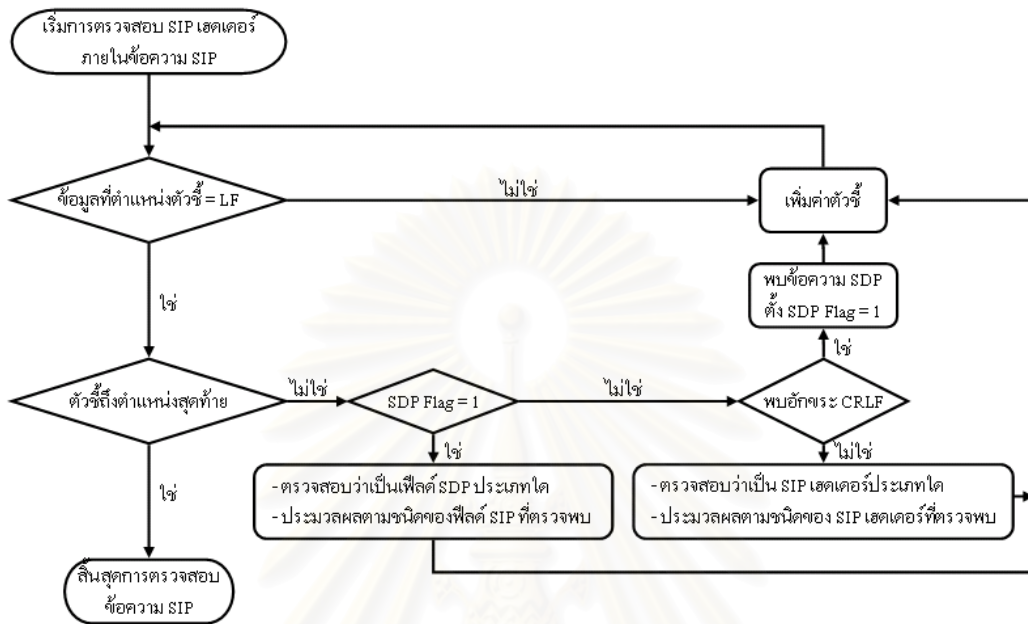 เริ่มการตรวจสอบ SIP เฮดเดอร์
ภายในข้อความ SIP
ข้อมูลที่ตำแหน่งตัวชี้ = LF
ไม่ใช่
เพิ่มค่าตัวชี้
ใช่
พบข้อความ SDP
ตั้ง SDP Flag = 1
ใช่
ตัวชี้ถึงตำแหน่งสุดท้าย
ไม่ใช่
SDP Flag = 1
ไม่ใช่
พบอักขระ CRLF
ใช่
ไม่ใช่
- ตรวจสอบว่าเป็นเฟิลด์ SDP ประเภทใด
- ประมวลผลตามชนิดของฟิลด์ SIP ที่ตรวจพบ
- ตรวจสอบว่าเป็น SIP เฮดเดอร์ประเภทใด
- ประมวลผลตามชนิดของ SIP เฮดเดอร์ที่ตรวจพบ
ใช่
สิ้นสุดการตรวจสอบ
ข้อความ SIP